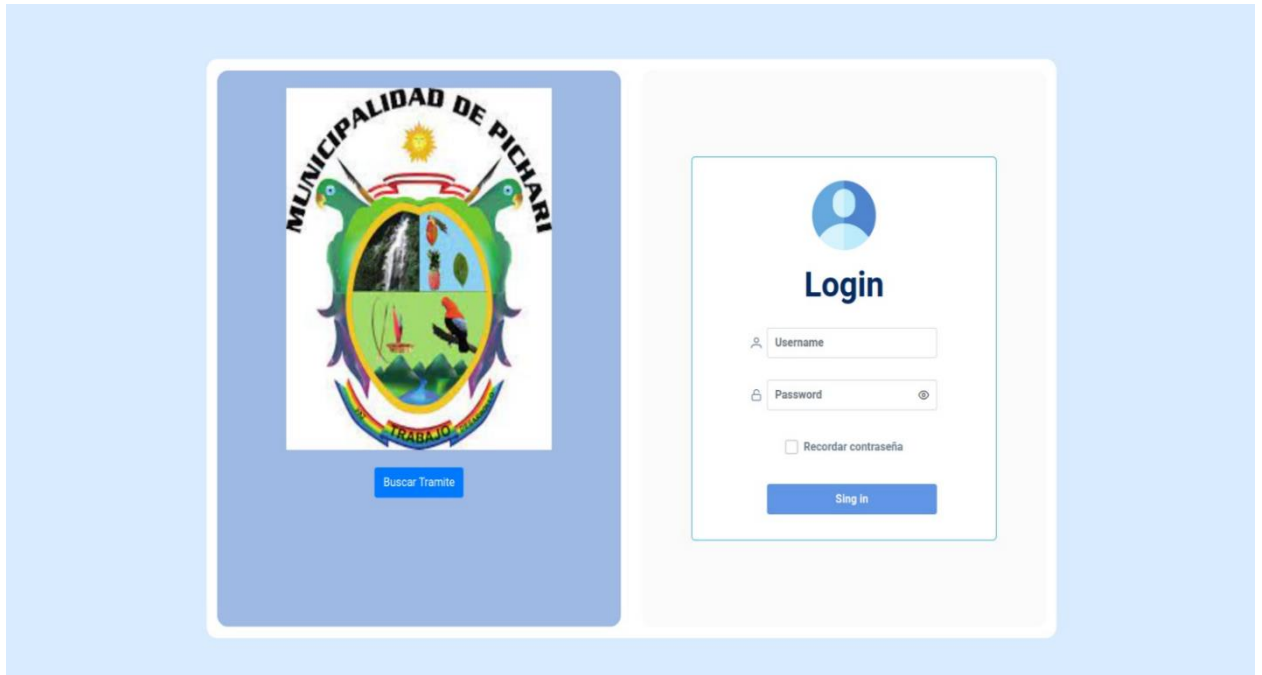 MUNICIPALIDAD DE PICHARI
TRABAJO
Buscar Tramite
Login
Username
Password
Recordar contraseña
Sing in